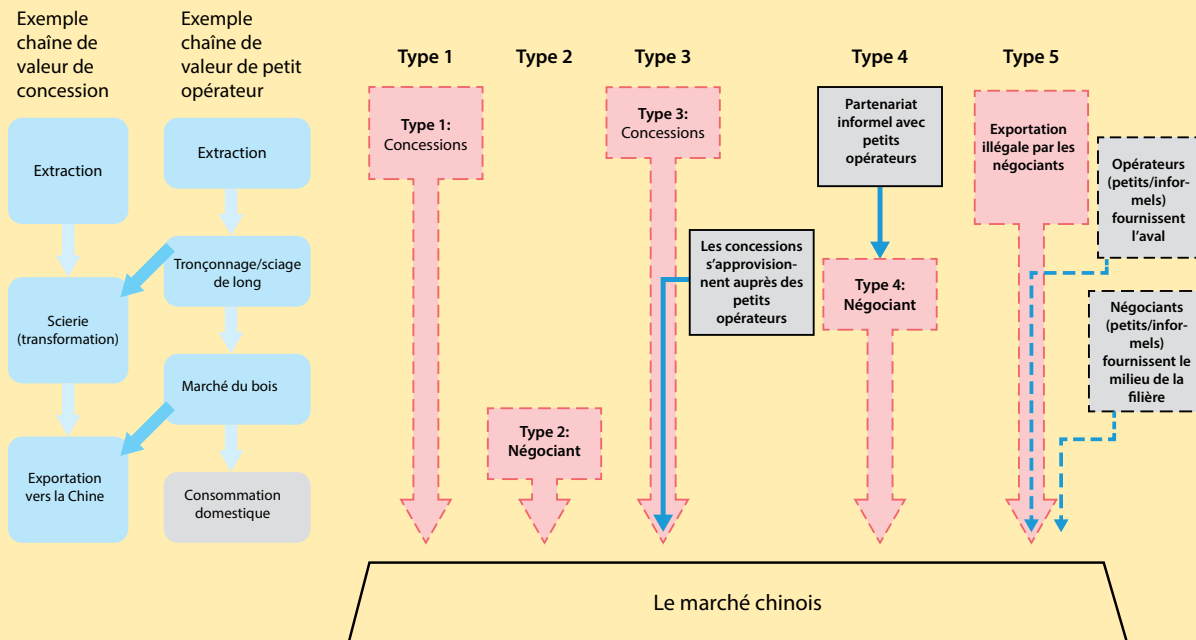 Exemple
chaîne de
valeur de
concession
Extraction
Scierie
(transformation)
Exportation
vers la Chine
Exemple
chaîne de
valeur de petit
opérateur
Extraction
Tronçonnage/sciage
de long
Marché du bois
Consommation
domestique
Type 1
Type 1:
Concessions
Type 2
Type 2:
Négociant
Type 3
Type 3:
Concessions
Les concessions
s'approvision-
nent auprès des
petits
opérateurs
Type 4
Partenariat
informel avec
petits
opérateurs
Type 4:
Négociant
Type 5
Exportation
illégale par les
négociants
Opérateurs
(petits/infor-
mels)
fournissent
l'aval
Négociants
(petits/infor-
mels)
fournissent le
milieu de la
filière
Le marché chinois